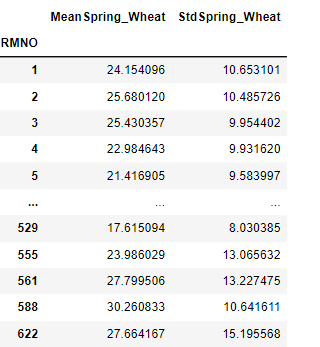 MeanSpring_Wheat StdSpring_Wheat
RMNO
1 24.154096 10.653101
2 25.680120 10.485726
3 25.430357 9.954402
4 22.984643 9.931620
5 21.416905 9.583997
... ... ...
529 17.615094 8.030385
555 23.986029 13.065632
561 27.799506 13.227475
588 30.260833 10.641611
622 27.664167 15.195568